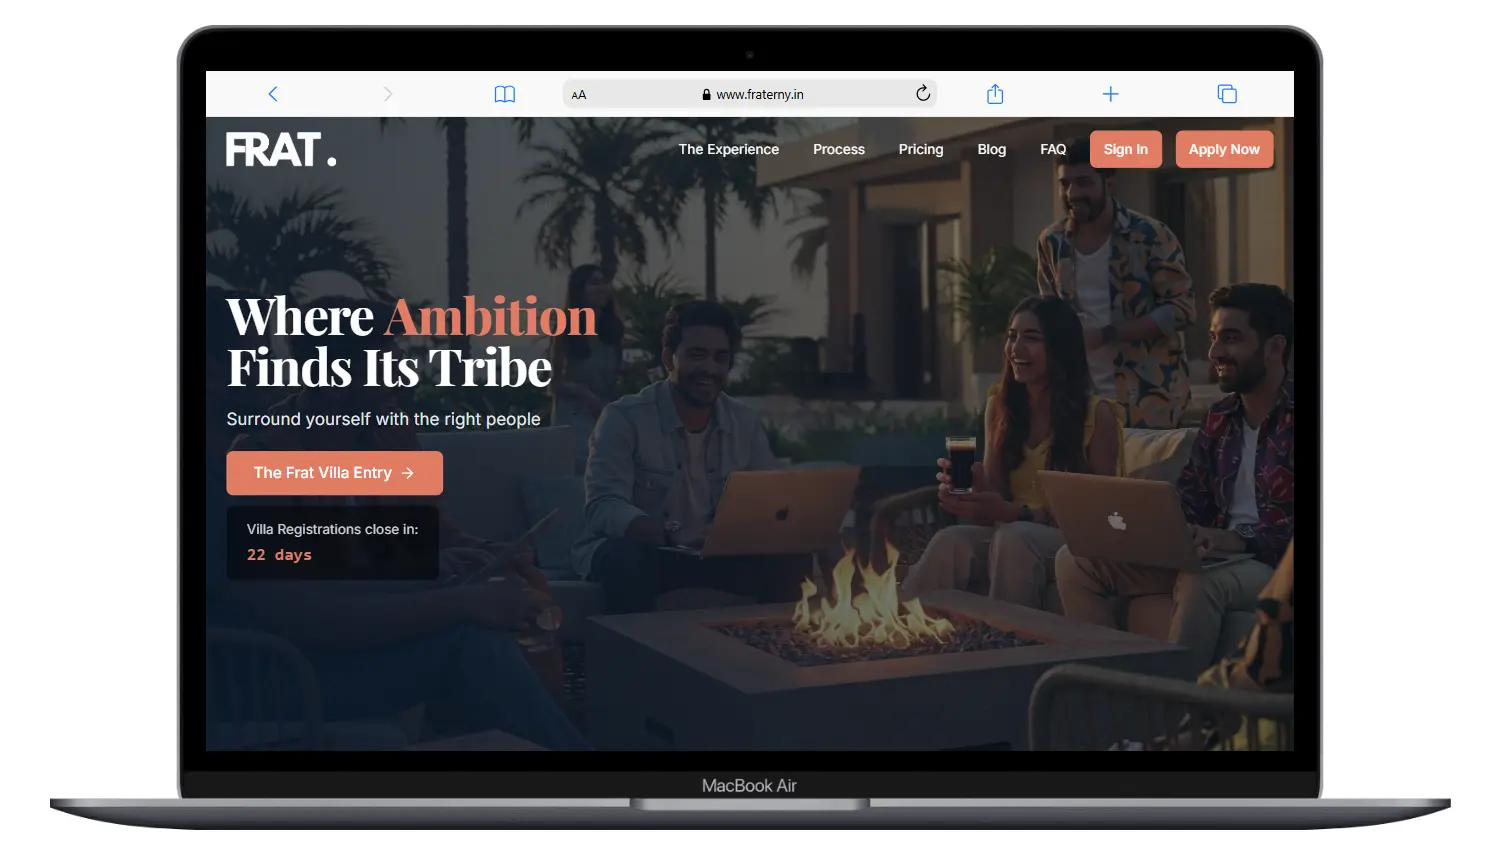 AA
www.fraterny.in
FRAT.
The Experience
Process
Pricing
Blog
FAQ
Sign In
Apply Now
Where Ambition
Finds Its Tribe
Surround yourself with the right people
The Frat Villa Entry →
Villa Registrations close in:
22 days
MacBook Air